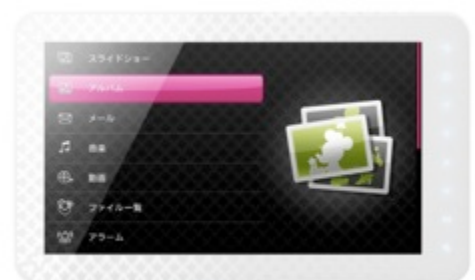 スライドショー
アルバム
メール
音楽
動画
ファイル一覧
アラーム